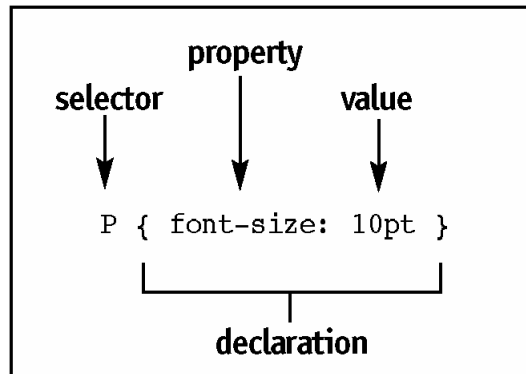 property
selector value
P { font-size: 10pt }
declaration